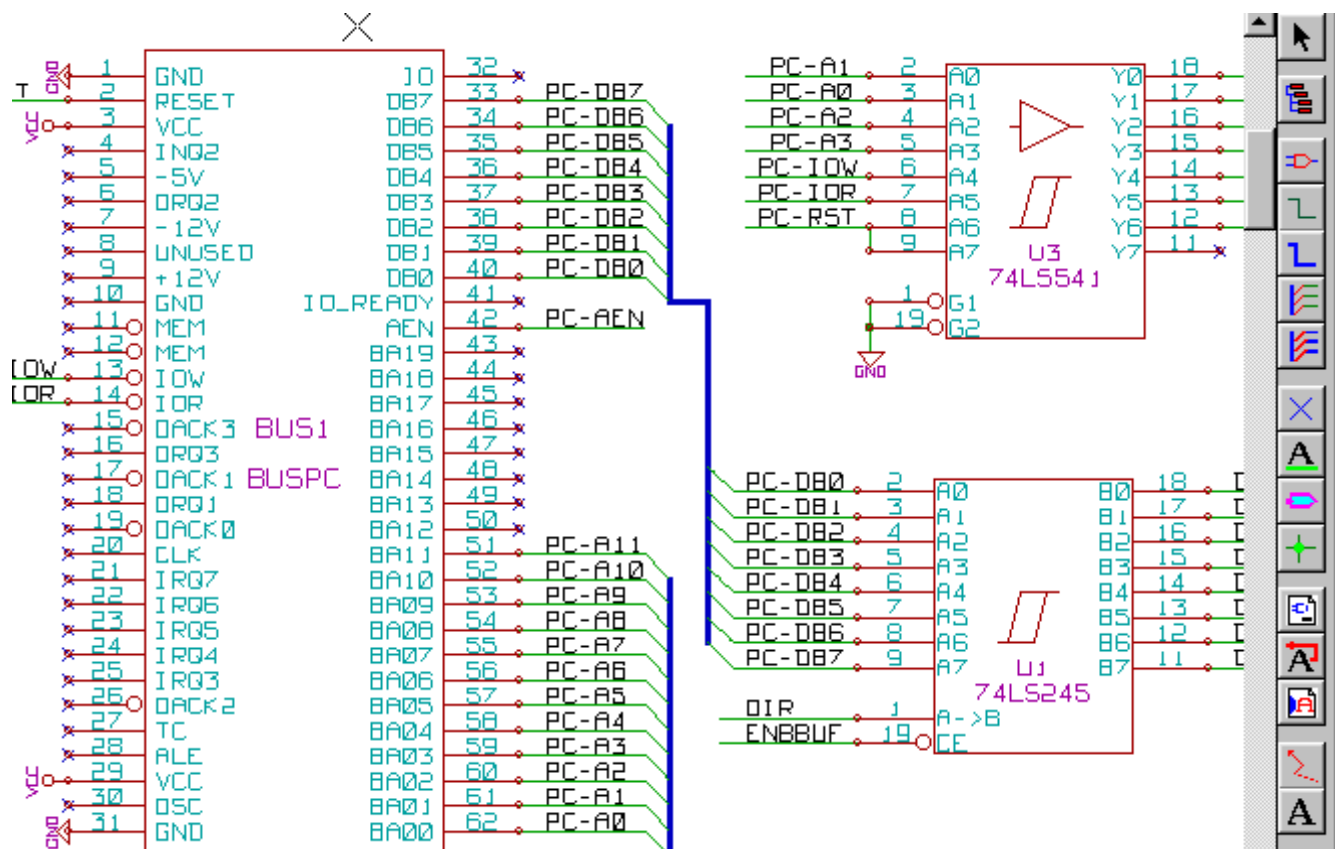 GND 1 GND IO 32
T 2 RESET DB7 33 PC-DB7
VCC 3 VCC DB6 34 PC-DB6
4 INQ2 DB5 35 PC-DB5
5 -5V DB4 36 PC-DB4
6 DRQ2 DB3 37 PC-DB3
7 -12V DB2 38 PC-DB2
8 UNUSED DB1 39 PC-DB1
9 +12V DB0 40 PC-DB0
10 GND IO_READY 41
11 MEM AEN 42 PC-AEN
12 MEM BA19 43
IOW 13 IOW BA18 44
IOR 14 IOR BA17 45
15 DACK3 BUS1 BA16 46
16 DRQ3 BA15 47
17 DACK1 BUSPC BA14 48
18 DRQ1 BA13 49
19 DACK0 BA12 50
20 CLK BA11 51 PC-A11
21 IRQ7 BA10 52 PC-A10
22 IRQ6 BA09 53 PC-A9
23 IRQ5 BA08 54 PC-A8
24 IRQ4 BA07 55 PC-A7
25 IRQ3 BA06 56 PC-A6
26 DACK2 BA05 57 PC-A5
27 TC BA04 58 PC-A4
28 ALE BA03 59 PC-A3
VCC 29 VCC BA02 60 PC-A2
30 OSC BA01 61 PC-A1
GND 31 GND BA00 62 PC-A0
PC-A1 2 A0 Y0 18
PC-A0 3 A1 Y1 17
PC-A2 4 A2 Y2 16
PC-A3 5 A3 Y3 15
PC-IOW 6 A4 Y4 14
PC-IOR 7 A5 Y5 13
PC-RST 8 A6 Y6 12
9 A7 U3 Y7 11
74LS541
1 G1
19 G2
GND
PC-DB0 2 A0 B0 18 D
PC-DB1 3 A1 B1 17 D
PC-DB2 4 A2 B2 16 D
PC-DB3 5 A3 B3 15 D
PC-DB4 6 A4 B4 14 D
PC-DB5 7 A5 B5 13 D
PC-DB6 8 A6 B6 12 D
PC-DB7 9 A7 U1 B7 11 D
74LS245
DIR 1 A->B
ENBBUF 19 CE
A
A
A
A